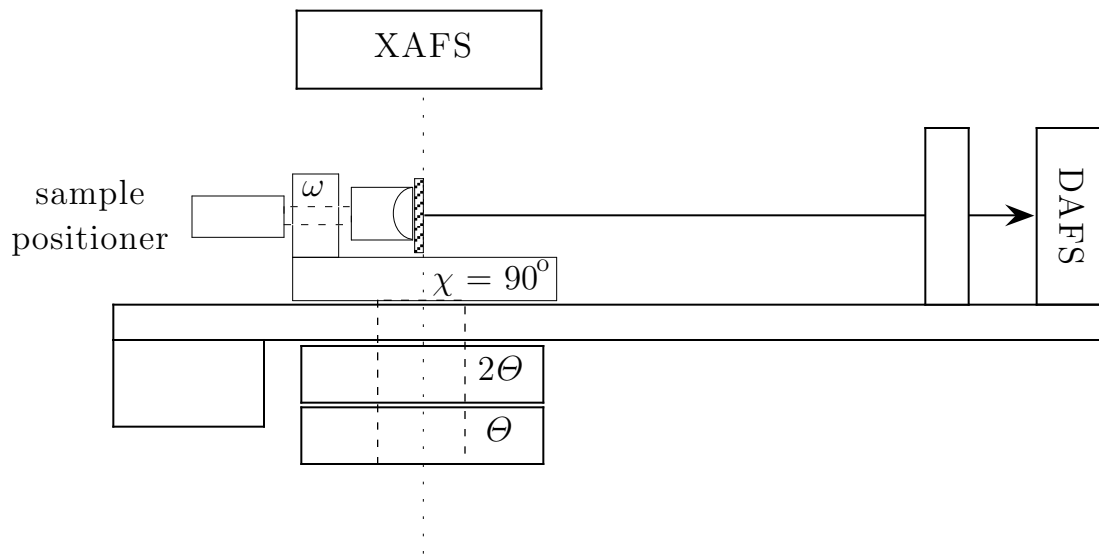 XAFS
sample
positioner
ω
DAFS
χ = 90°
2Θ
Θ